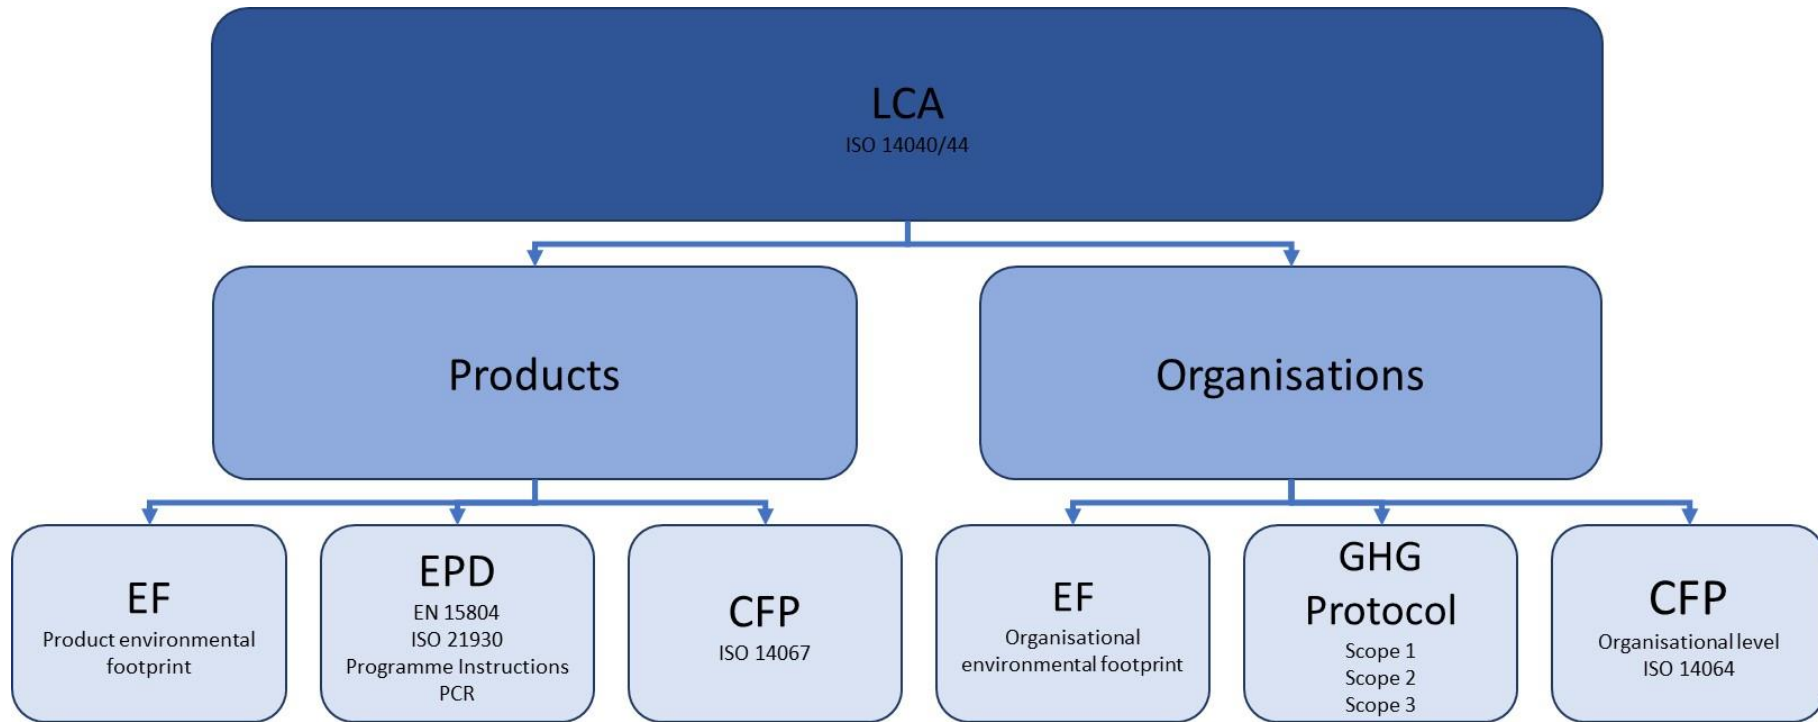 LCA
ISO 14040/44
Products
Organisations
EF
Product environmental
footprint
EPD
EN 15804
ISO 21930
Programme Instructions
PCR
CFP
ISO 14067
EF
Organisational
environmental footprint
GHG
Protocol
Scope 1
Scope 2
Scope 3
CFP
Organisational level
ISO 14064